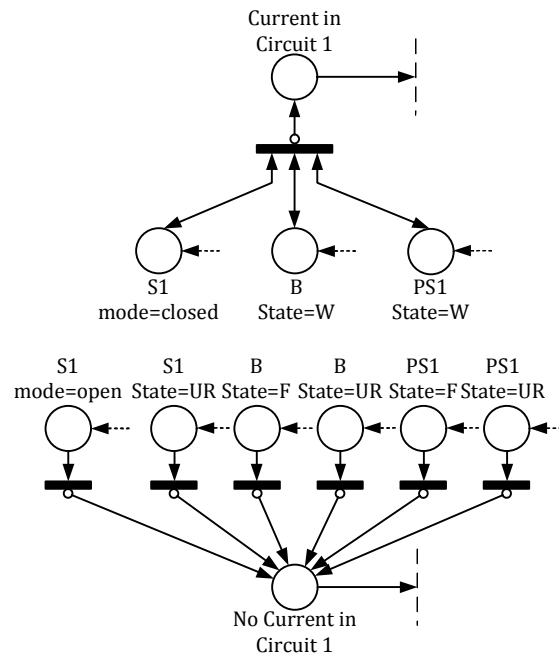 Current in
Circuit 1
S1
mode=closed
B
State=W
PS1
State=W
S1
mode=open
S1
State=UR
B
State=F
B
State=UR
PS1
State=F
PS1
State=UR
No Current in
Circuit 1